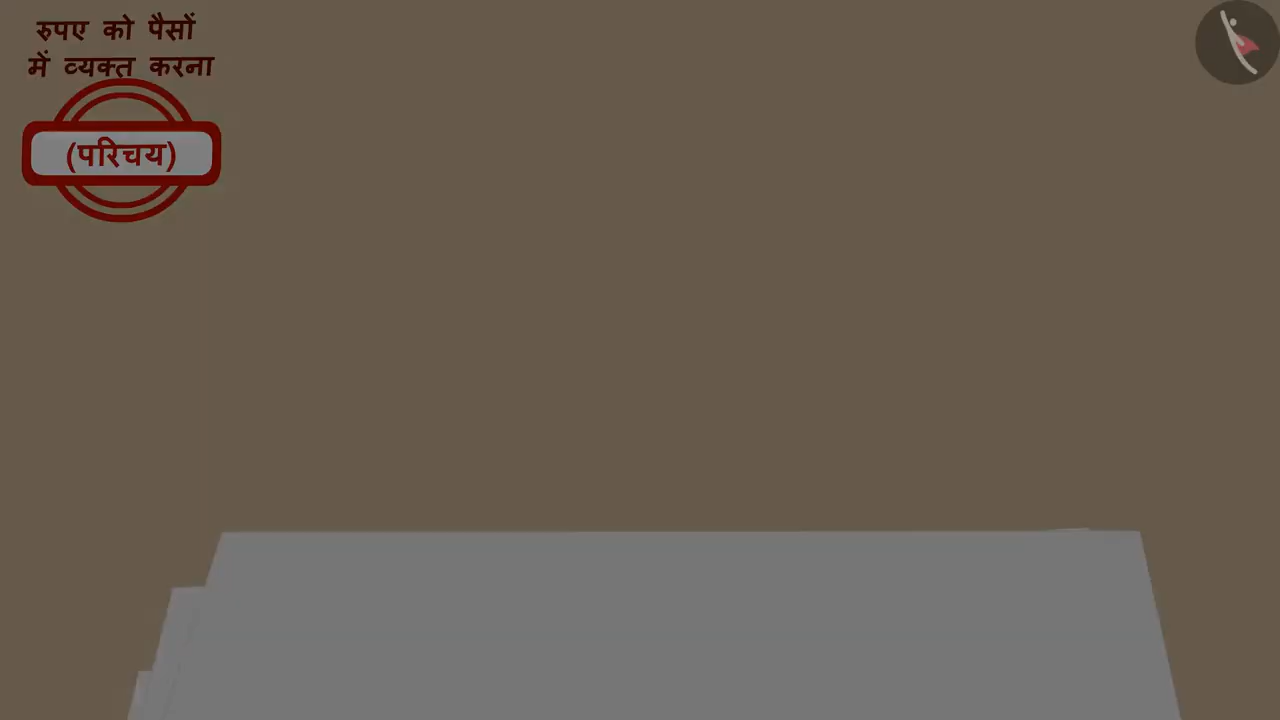 रुपए को पैसों
में व्यक्त करना
(परिचय)